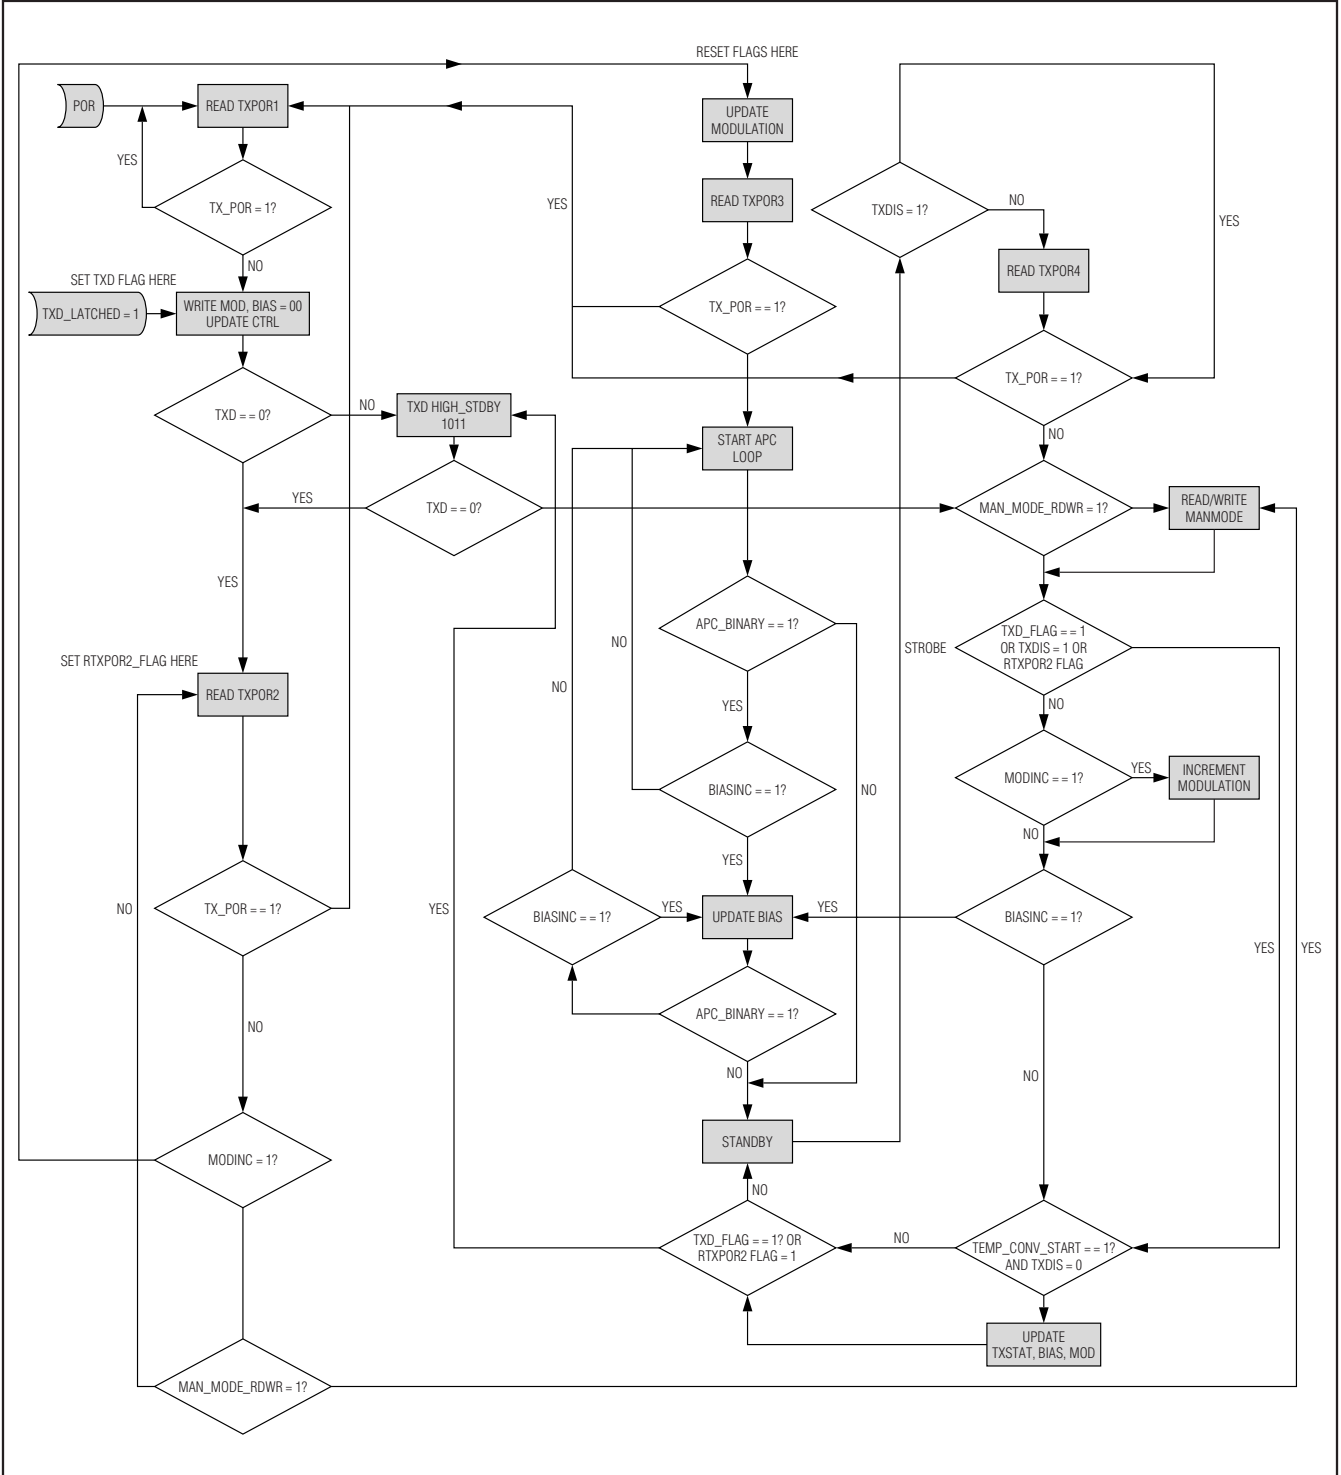 RESET FLAGS HERE
POR
READ TXPOR1
UPDATE
MODULATION
YES
TX_POR = 1?
READ TXPOR3
YES
TXDIS = 1?
NO
YES
READ TXPOR4
NO
SET TXD FLAG HERE
TXD_LATCHED = 1
WRITE MOD, BIAS = 00
UPDATE CTRL
TX_POR = = 1?
TX_POR = = 1?
TXD = = 0?
NO
TXD HIGH_STDBY
1011
START APC
LOOP
NO
YES
TXD = = 0?
MAN_MODE_RDWR = 1?
READ/WRITE
MANMODE
YES
APC_BINARY = = 1?
NO
STROBE
TXD_FLAG = = 1
OR TXDIS = 1 OR
RTXPOR2 FLAG
SET RTXPOR2_FLAG HERE
READ TXPOR2
NO
YES
NO
MODINC = = 1?
YES
INCREMENT
MODULATION
BIASINC = = 1?
NO
NO
YES
NO
TX_POR = = 1?
YES
BIASINC = = 1?
YES
UPDATE BIAS
YES
BIASINC = = 1?
YES
YES
APC_BINARY = = 1?
NO
NO
NO
MODINC = 1?
STANDBY
NO
TXD_FLAG = = 1? OR
RTXPOR2 FLAG = 1
NO
TEMP_CONV_START = = 1?
AND TXDIS = 0
UPDATE
TXSTAT, BIAS, MOD
MAN_MODE_RDWR = 1?